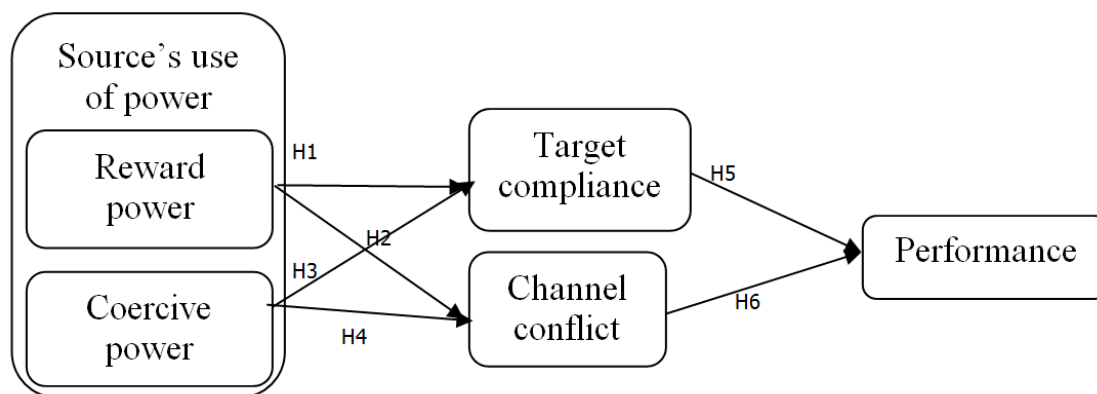 Source’s use
of power
Reward
power
Coercive
power
H1
H2
H3
H4
Target
compliance
Channel
conflict
H5
H6
Performance